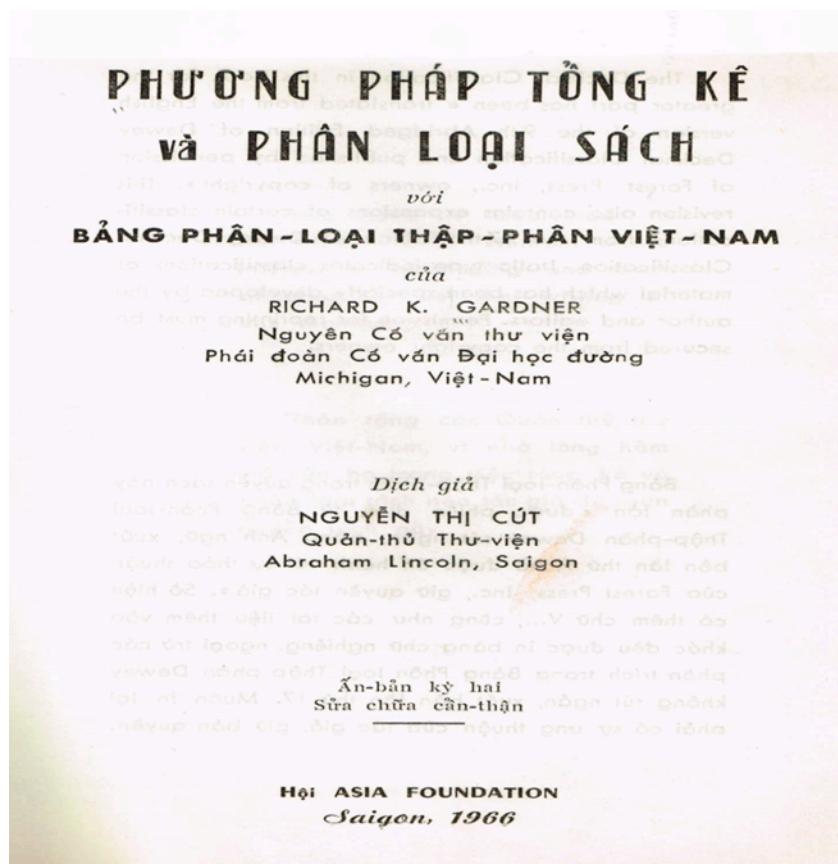 PHƯƠNG PHÁP TỔNG KÊ
và PHÂN LOẠI SÁCH
với
BẢNG PHÂN-LOẠI THẬP-PHÂN VIỆT-NAM
của
RICHARD K. GARDNER
Nguyên Cố vấn Thư viện
Phái đoàn Cố vấn Đại học đường
Michigan, Việt-Nam
Dịch-giả
NGUYỄN THỊ CÚT
Quản-thủ Thư-viện
Abraham Lincoln, Saigon
Ấn-bản kỳ hai
Sửa chữa cẩn-thận
Hội ASIA FOUNDATION
Saigon, 1966